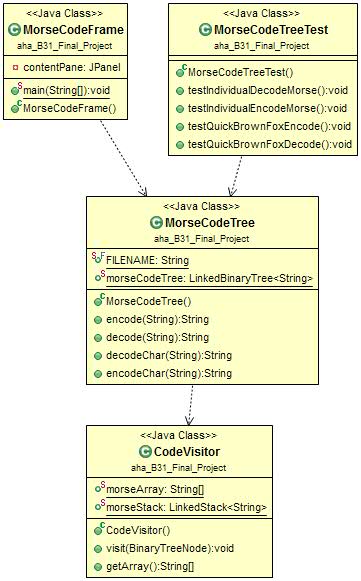 <<Java Class>>
MorseCodeFrame
aha_B31_Final_Project
contentPane: JPanel
main(String[]):void
MorseCodeFrame()
<<Java Class>>
MorseCodeTreeTest
aha_B31_Final_Project
MorseCodeTreeTest()
testIndividualDecodeMorse():void
testIndividualEncodeMorse():void
testQuickBrownFoxEncode():void
testQuickBrownFoxDecode():void
<<Java Class>>
MorseCodeTree
aha_B31_Final_Project
FILENAME: String
morseCodeTree: LinkedBinaryTree<String>
MorseCodeTree()
encode(String):String
decode(String):String
decodeChar(String):String
encodeChar(String):String
<<Java Class>>
CodeVisitor
aha_B31_Final_Project
morseArray: String[]
morseStack: LinkedStack<String>
CodeVisitor()
visit(BinaryTreeNode):void
getArray():String[]